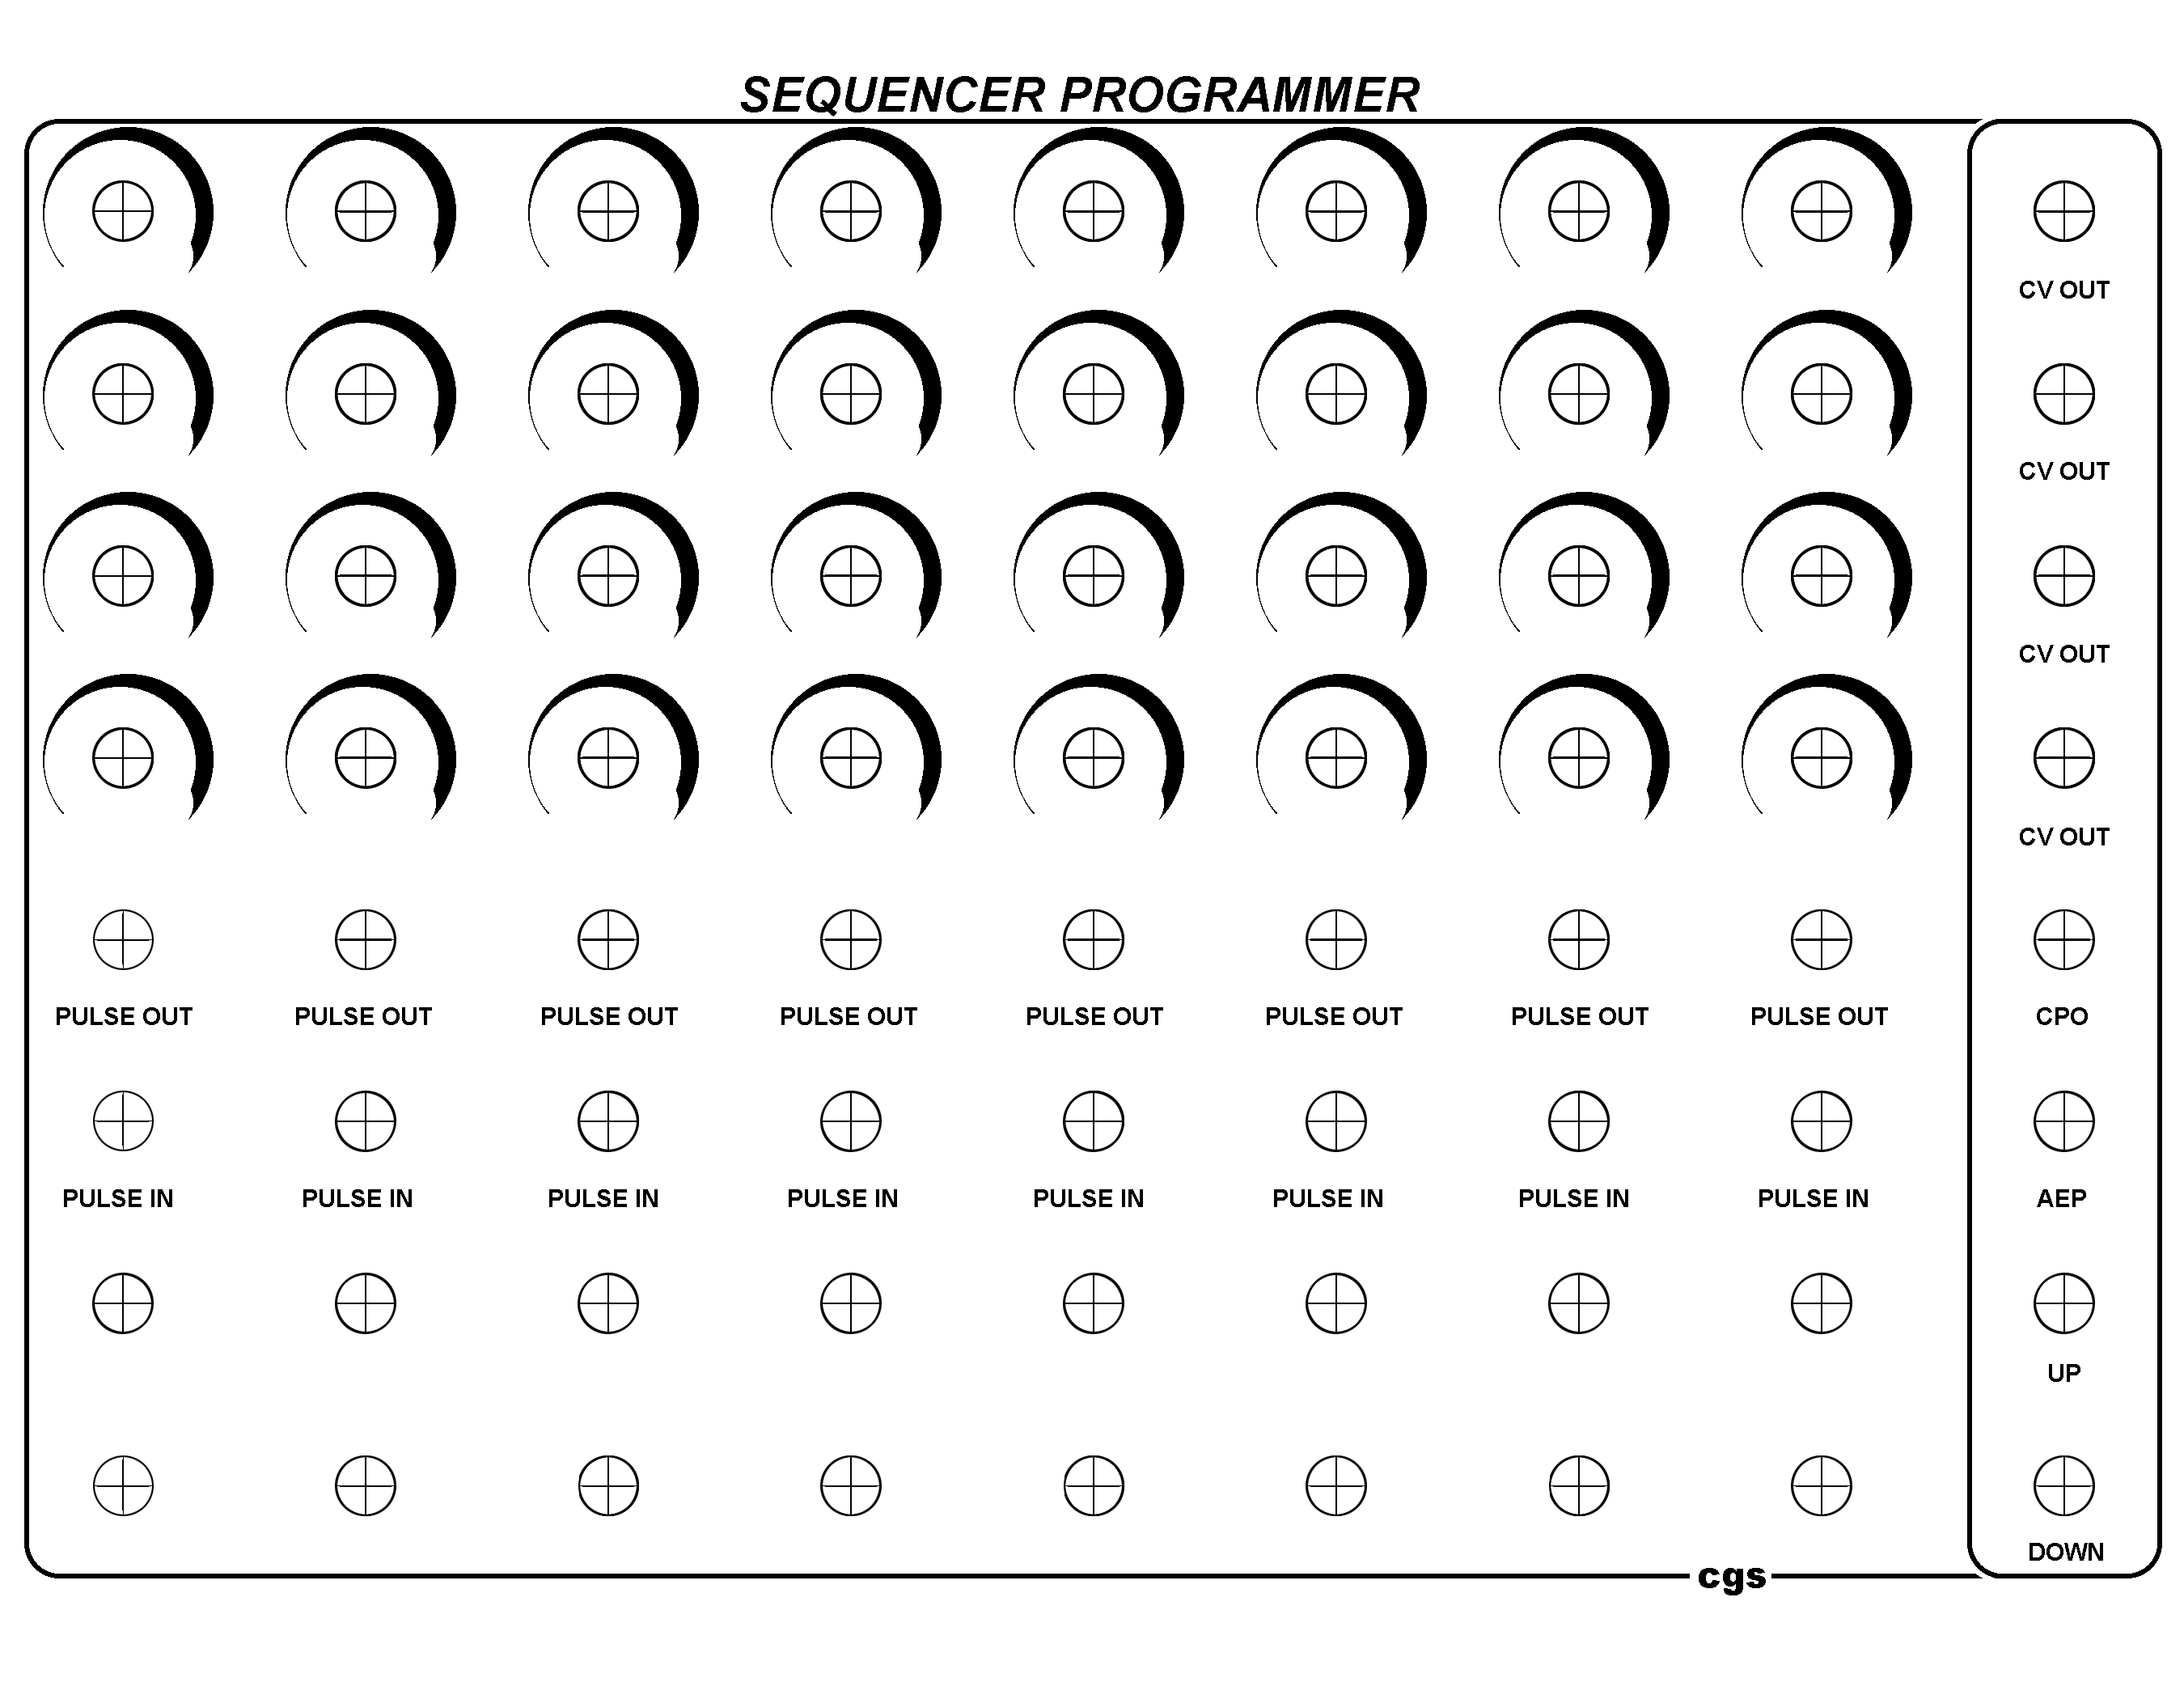 SEQUENCER PROGRAMMER
CV OUT
CV OUT
CV OUT
CV OUT
PULSE OUT PULSE OUT PULSE OUT PULSE OUT PULSE OUT PULSE OUT PULSE OUT PULSE OUT CPO
PULSE IN PULSE IN PULSE IN PULSE IN PULSE IN PULSE IN PULSE IN PULSE IN AEP
UP
DOWN
cgs